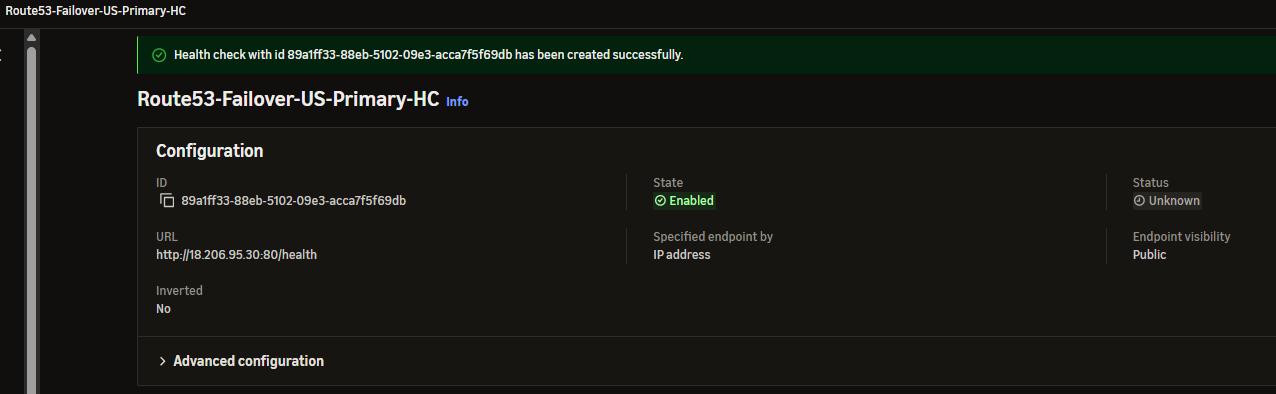 Route53-Failover-US-Primary-HC
Health check with id 89a1ff33-88eb-5102-09e3-acca7f5f69db has been created successfully.
Route53-Failover-US-Primary-HC Info
Configuration
ID
State
Status
89a1ff33-88eb-5102-09e3-acca7f5f69db
Enabled
Unknown
URL
Specified endpoint by
Endpoint visibility
http://18.206.95.30:80/health
IP address
Public
Inverted
No
Advanced configuration